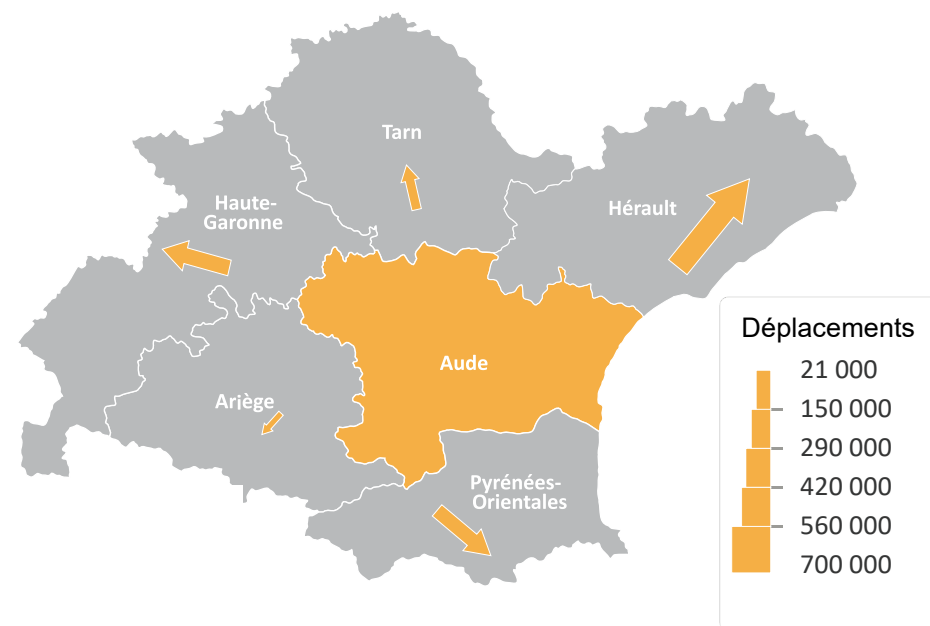 Tarn
Haute-
Garonne
Hérault
Aude
Ariège
Pyrénées-
Orientales
Déplacements
21 000
150 000
290 000
420 000
560 000
700 000